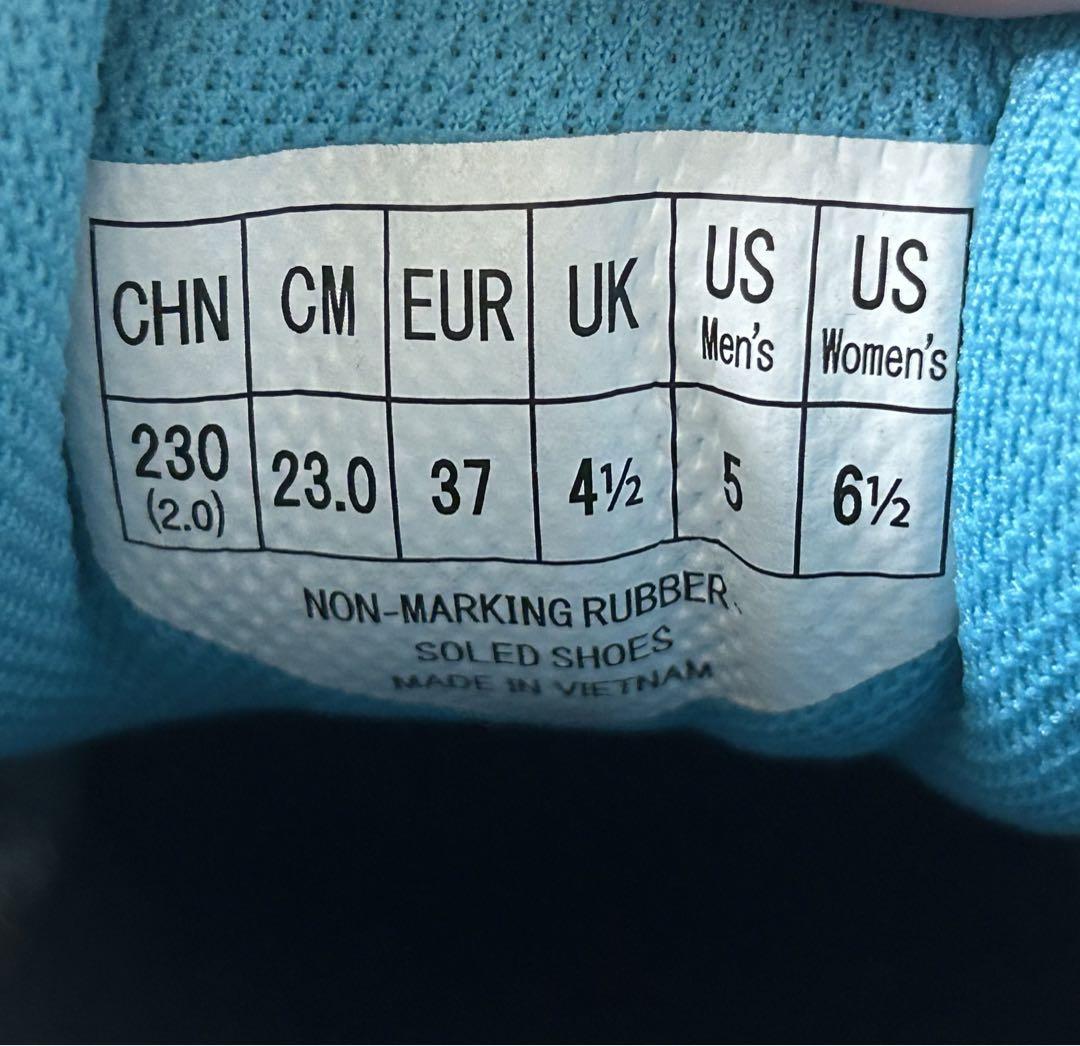 CHN CM EUR UK US Men's US Women's
230 (2.0) 23.0 37 4½ 5 6½
NON-MARKING RUBBER
SOLED SHOES
MADE IN VIETNAM